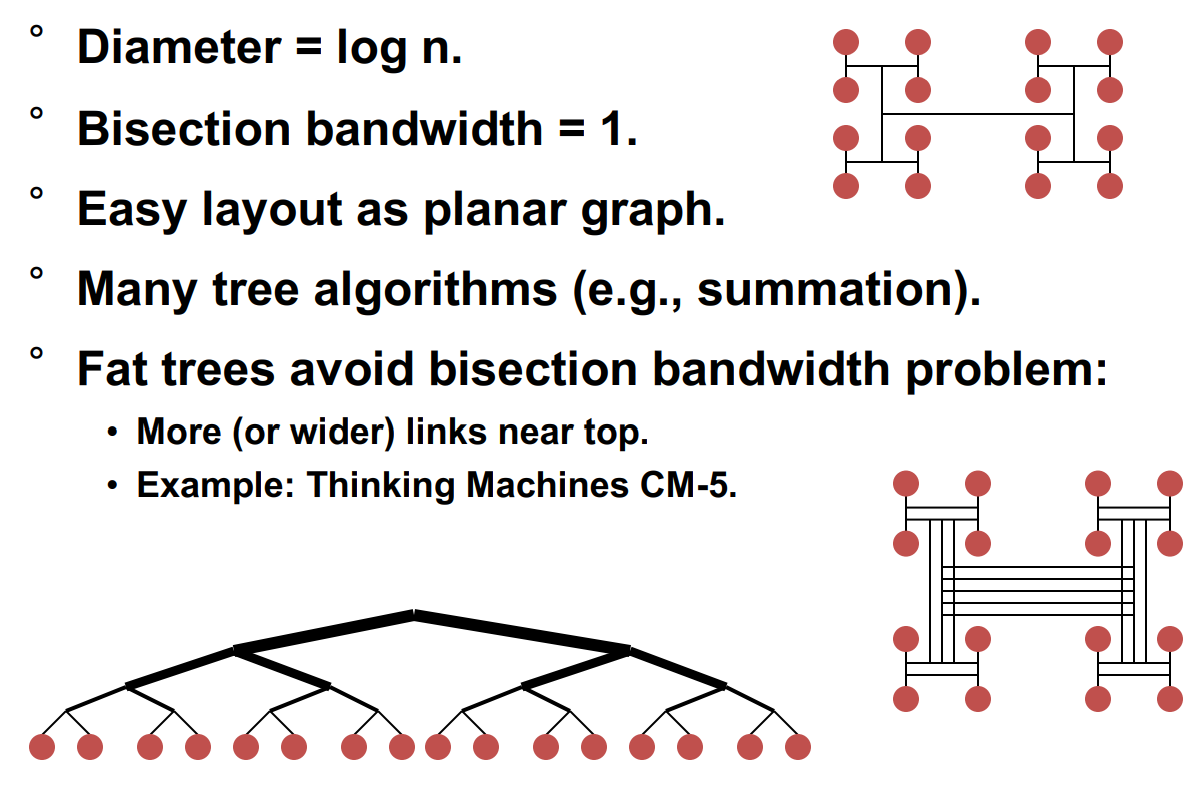 ° Diameter = log n.
° Bisection bandwidth = 1.
° Easy layout as planar graph.
° Many tree algorithms (e.g., summation).
° Fat trees avoid bisection bandwidth problem:
• More (or wider) links near top.
• Example: Thinking Machines CM-5.